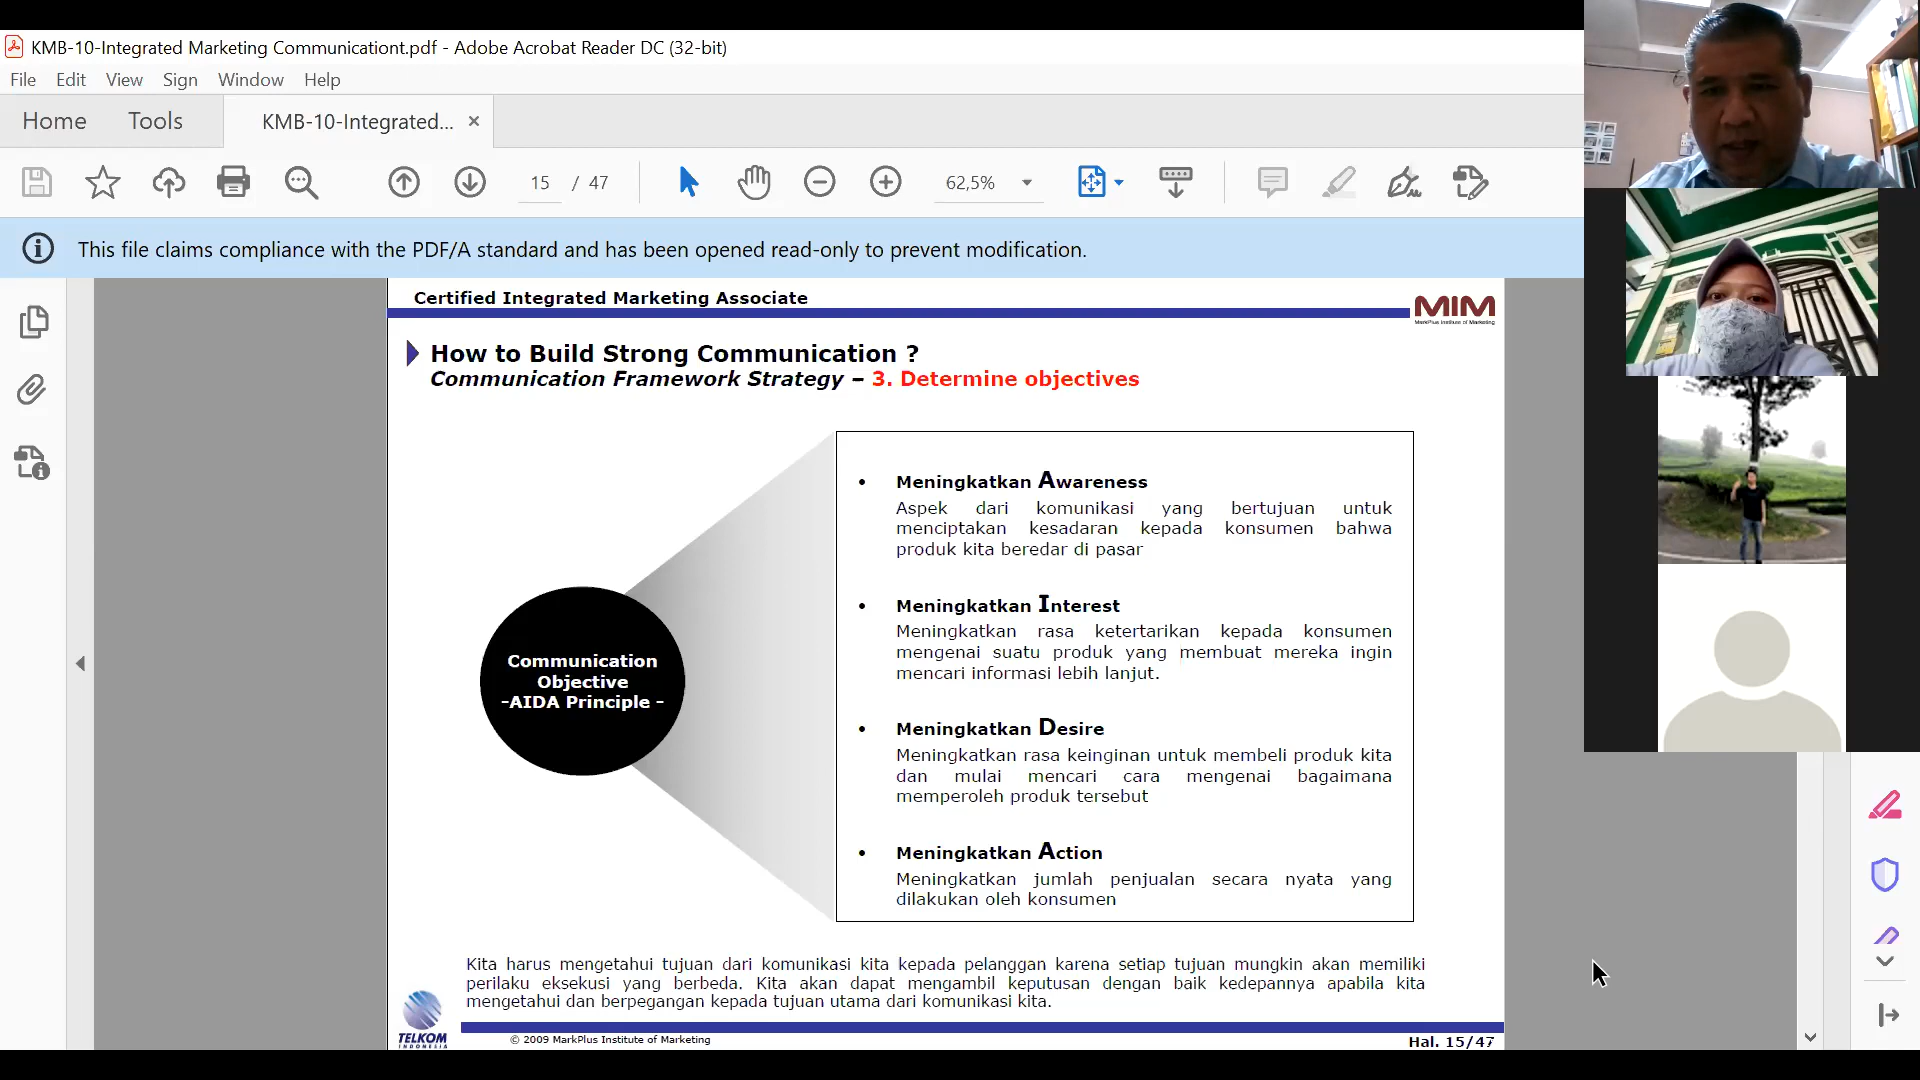 KMB-10-Integrated Marketing Communicationt.pdf - Adobe Acrobat Reader DC (32-bit)
File Edit View Sign Window Help
Home Tools KMB-10-Integrated... ×
15 / 47 62,5%
This file claims compliance with the PDF/A standard and has been opened read-only to prevent modification.
Certified Integrated Marketing Associate
MIM
MarkPlus Institute of Marketing
How to Build Strong Communication ?
Communication Framework Strategy – 3. Determine objectives
Communication
Objective
-AIDA Principle -
• Meningkatkan Awareness
Aspek dari komunikasi yang bertujuan untuk
menciptakan kesadaran kepada konsumen bahwa
produk kita beredar di pasar
• Meningkatkan Interest
Meningkatkan rasa ketertarikan kepada konsumen
mengenai suatu produk yang membuat mereka ingin
mencari informasi lebih lanjut.
• Meningkatkan Desire
Meningkatkan rasa keinginan untuk membeli produk kita
dan mulai mencari cara mengenai bagaimana
memperoleh produk tersebut
• Meningkatkan Action
Meningkatkan jumlah penjualan secara nyata yang
dilakukan oleh konsumen
Kita harus mengetahui tujuan dari komunikasi kita kepada pelanggan karena setiap tujuan mungkin akan memiliki
perilaku eksekusi yang berbeda. Kita akan dapat mengambil keputusan dengan baik kedepannya apabila kita
mengetahui dan berpegangan kepada tujuan utama dari komunikasi kita.
TELKOM
INDONESIA
© 2009 MarkPlus Institute of Marketing
Hal. 15/47